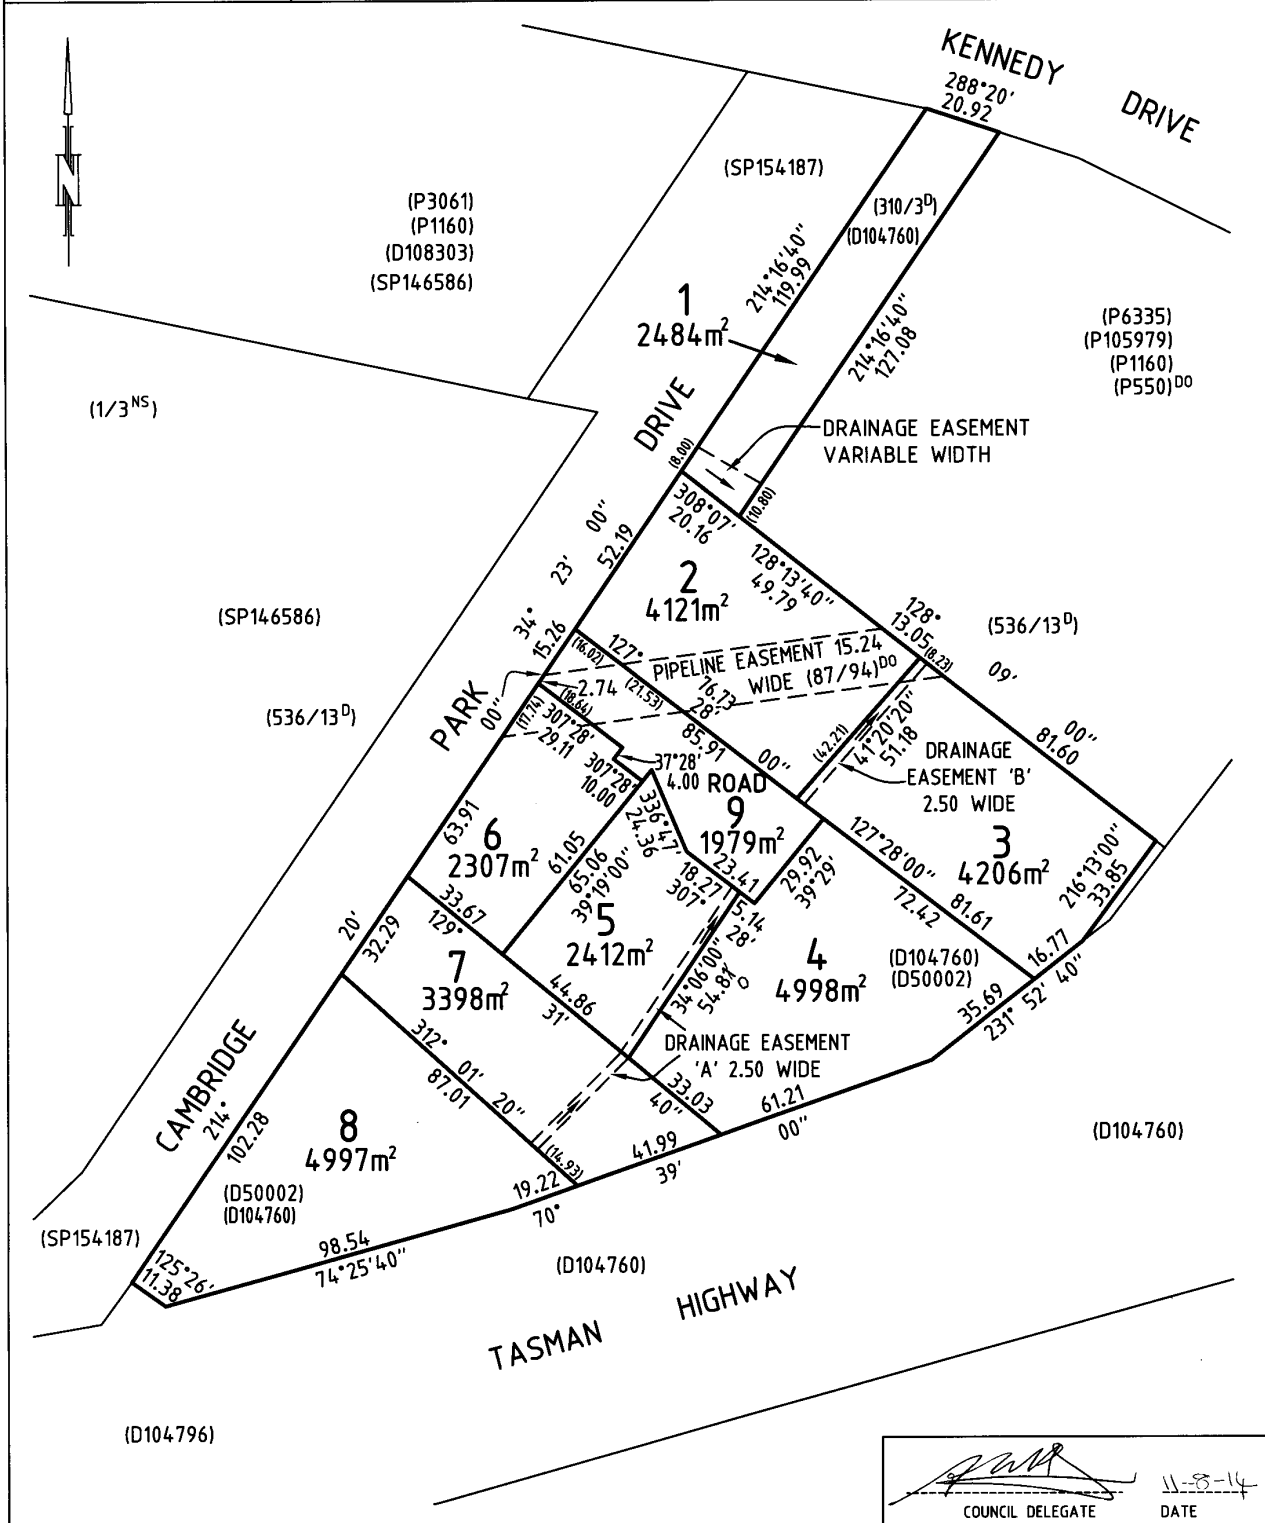 KENNEDY
DRIVE
288°20'
20.92
N
(SP154187)
(P3061)
(P1160)
(D108303)
(SP146586)
(310/3ᴰ)
(D104760)
214°16'40"
119.99
1
2484m²
214°16'40"
127.08
(P6335)
(P105979)
(P1160)
(P550)ᴰᴼ
(1/3ᴺˢ)
DRIVE
DRAINAGE EASEMENT
VARIABLE WIDTH
(8.00)
(10.80)
308°07'
20.16
23' 00"
52.19
128°13'40"
49.79
2
4121m²
(SP146586)
34°
15.26
128°
13.05
(8.23)
(536/13ᴰ)
09'
00"
81.60
(16.02)
127°
PIPELINE EASEMENT 15.24
WIDE (87/94)ᴰᴼ
76.73
28'
(21.53)
85.91
00"
2.74
(18.64)
PARK
00"
(17.74)
(536/13ᴰ)
307°28'
29.11
307°28'
10.00
37°28'
4.00
ROAD
9
1979m²
(42.21)
41°20'20"
51.18
DRAINAGE
EASEMENT 'B'
2.50 WIDE
3
4206m²
216°13'00"
33.85
127°28'00"
72.42
81.61
16.77
336°47'
24.36
63.91
6
2307m²
61.05
65.06
39°19'00"
23.41
18.27
307°
29.92
39°29'
5.14
28'
5
2412m²
33.67
129°
20'
32.29
7
3398m²
44.86
31'
34°06'00"
54.81
D
4
4998m²
(D104760)
(D50002)
35.69
231° 52' 40"
DRAINAGE EASEMENT
'A' 2.50 WIDE
312° 01' 20"
87.01
33.03
40"
61.21
00"
CAMBRIDGE
214°
102.28
8
4997m²
(D50002)
(D104760)
(14.93)
41.99
39'
19.22
70°
(D104760)
(SP154187)
125°26'
11.38
98.54
74°25'40"
(D104760)
TASMAN HIGHWAY
(D104796)
11-8-14
COUNCIL DELEGATE DATE